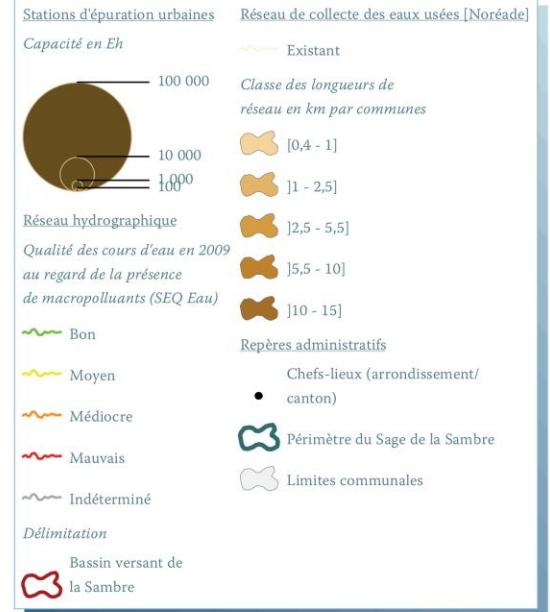 Stations d'épuration urbaines
Capacité en Eh
100 000
10 000
1 000
100
Réseau hydrographique
Qualité des cours d'eau en 2009
au regard de la présence
de macropolluants (SEQ Eau)
Bon
Moyen
Médiocre
Mauvais
Indéterminé
Délimitation
Bassin versant de
la Sambre
Réseau de collecte des eaux usées [Noréade]
Existant
Classe des longueurs de
réseau en km par communes
[0,4 - 1]
]1 - 2,5]
]2,5 - 5,5]
]5,5 - 10]
]10 - 15]
Repères administratifs
Chefs-lieux (arrondissement/
canton)
Périmètre du Sage de la Sambre
Limites communales